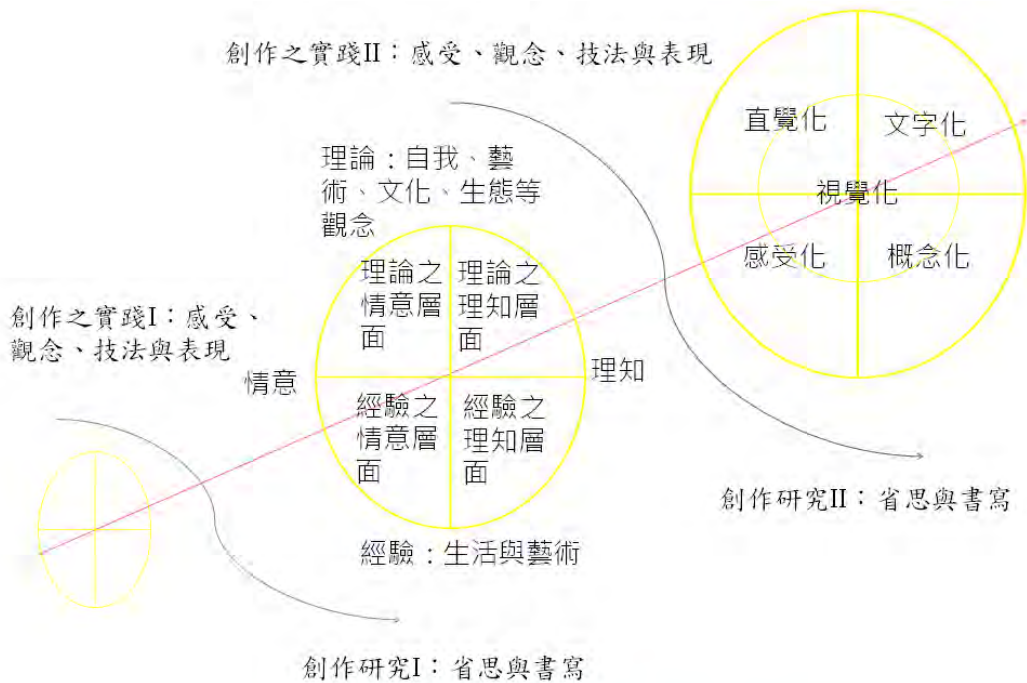 創作之實踐II：感受、觀念、技法與表現
直覺化
文字化
視覺化
感受化
概念化
理論：自我、藝
術、文化、生態等
觀念
理論之
情意層
面
理論之
理知層
面
創作之實踐I：感受、
觀念、技法與表現
情意
理知
經驗之
情意層
面
經驗之
理知層
面
創作研究II：省思與書寫
經驗：生活與藝術
創作研究I：省思與書寫